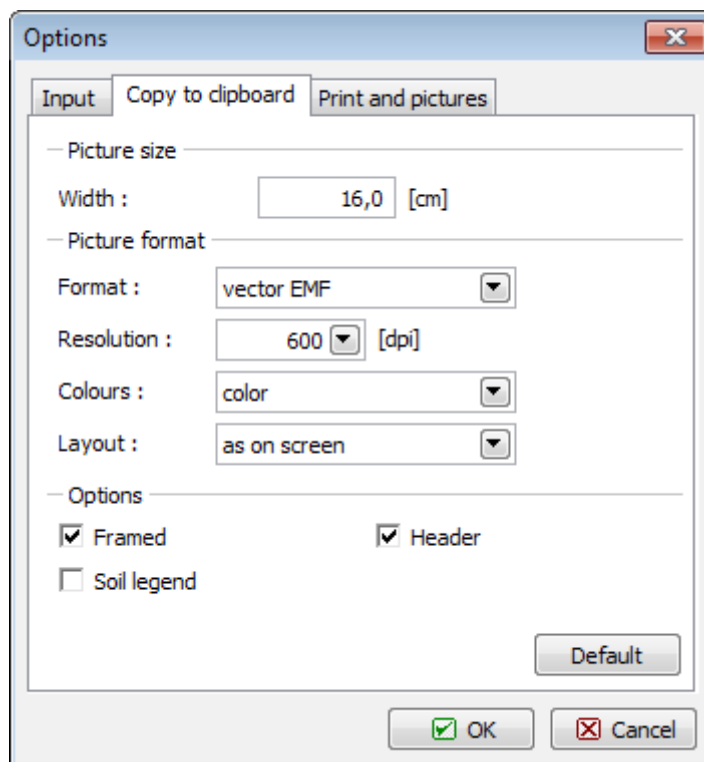 Options
Input Copy to clipboard Print and pictures
Picture size
Width : 16,0 [cm]
Picture format
Format : vector EMF
Resolution : 600 [dpi]
Colours : color
Layout : as on screen
Options
Framed Header
Soil legend
Default
OK Cancel